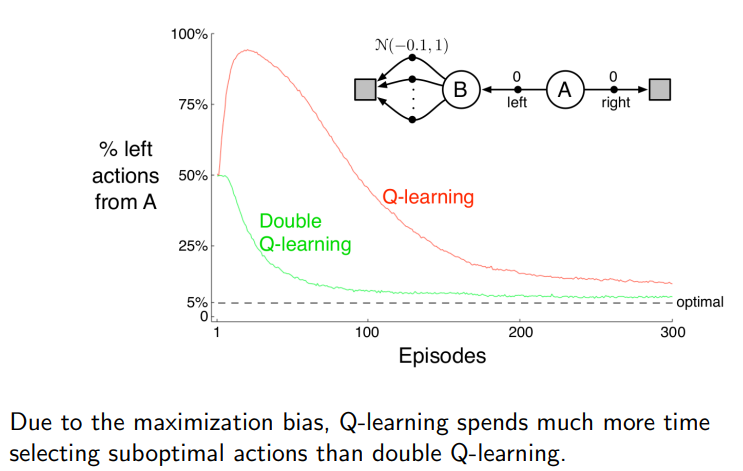 100%
75%
50%
25%
5%
0
% left
actions
from A
N(−0.1, 1)
B
0
left
A
0
right
Q-learning
Double
Q-learning
optimal
1
100
200
300
Episodes
Due to the maximization bias, Q-learning spends much more time
selecting suboptimal actions than double Q-learning.